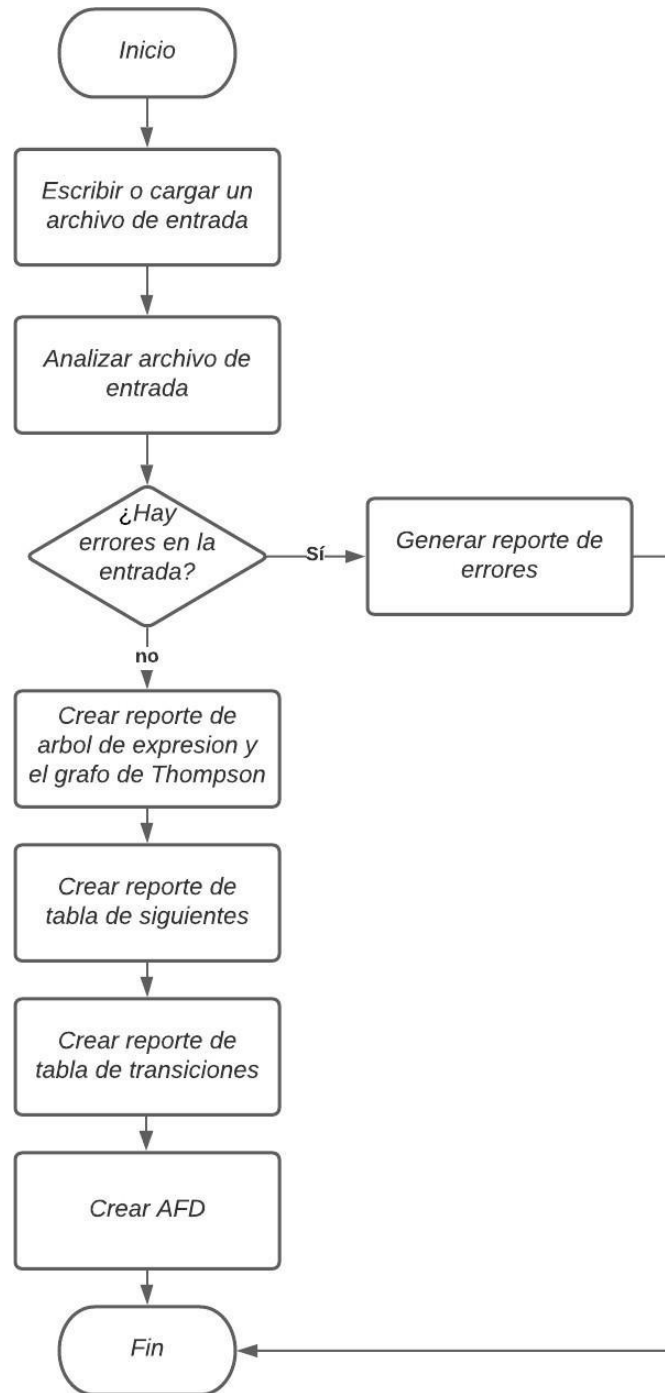 Inicio
Escribir o cargar un
archivo de entrada
Analizar archivo de
entrada
¿Hay
errores en la
entrada?
Sí
Generar reporte de
errores
no
Crear reporte de
arbol de expresion y
el grafo de Thompson
Crear reporte de
tabla de siguientes
Crear reporte de
tabla de transiciones
Crear AFD
Fin